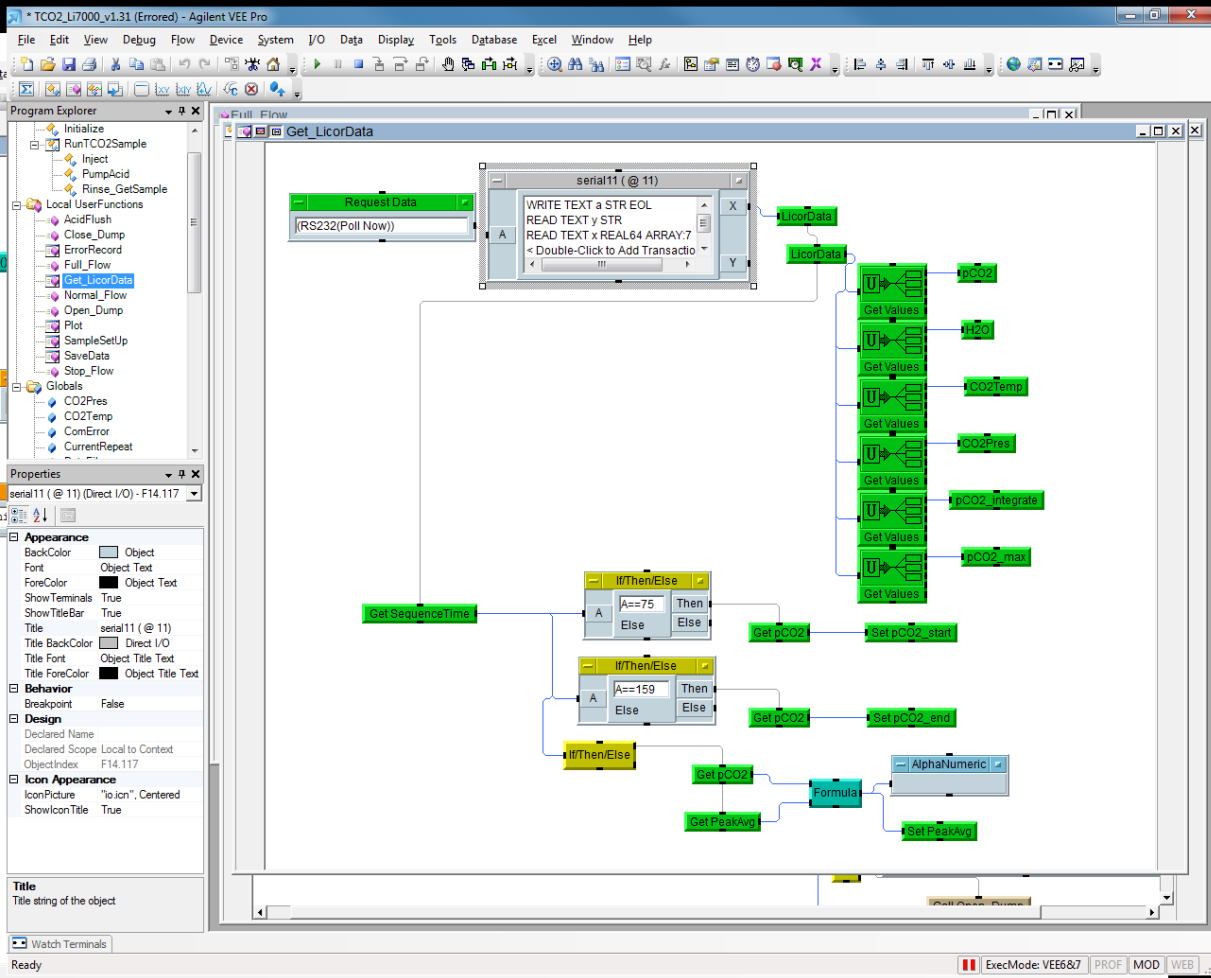 * TCO2_Li7000_v1.31 (Errored) - Agilent VEE Pro
File Edit View Debug Flow Device System I/O Data Display Tools Database Excel Window Help
Program Explorer
Initialize
RunTCO2Sample
Inject
PumpAcid
Rinse_GetSample
Local UserFunctions
AcidFlush
Close_Dump
ErrorRecord
Full_Flow
Get_LicorData
Normal_Flow
Open_Dump
Plot
SampleSetUp
SaveData
Stop_Flow
Globals
CO2Pres
CO2Temp
ComError
CurrentRepeat
Properties
serial11 ( @ 11) (Direct I/O) - F14.117
Appearance
BackColor Object
Font Object Text
ForeColor Object Text
ShowTerminals True
ShowTitleBar True
Title serial11 ( @ 11)
Title BackColor Direct I/O
Title Font Object Title Text
Title ForeColor Object Title Text
Behavior
Breakpoint False
Design
Declared Name
Declared Scope Local to Context
ObjectIndex F14.117
Icon Appearance
IconPicture "io.icn", Centered
ShowIconTitle True
Title
Title string of the object
Watch Terminals
Ready
Full_Flow
Get_LicorData
Request Data
(RS232(Poll Now))
serial11 ( @ 11)
A
WRITE TEXT a STR EOL
READ TEXT y STR
READ TEXT x REAL64 ARRAY:7
< Double-Click to Add Transactio
X
Y
LicorData
LicorData
Get Values
pCO2
Get Values
H2O
Get Values
CO2Temp
Get Values
CO2Pres
Get Values
pCO2_integrate
Get Values
pCO2_max
Get SequenceTime
If/Then/Else
A
A==75
Then
Else
Else
Get pCO2
Set pCO2_start
If/Then/Else
A
A==159
Then
Else
Else
Get pCO2
Set pCO2_end
If/Then/Else
Get pCO2
Get PeakAvg
Formula
AlphaNumeric
Set PeakAvg
Call Open_Dump
ExecMode: VEE6&7 PROF MOD WEB